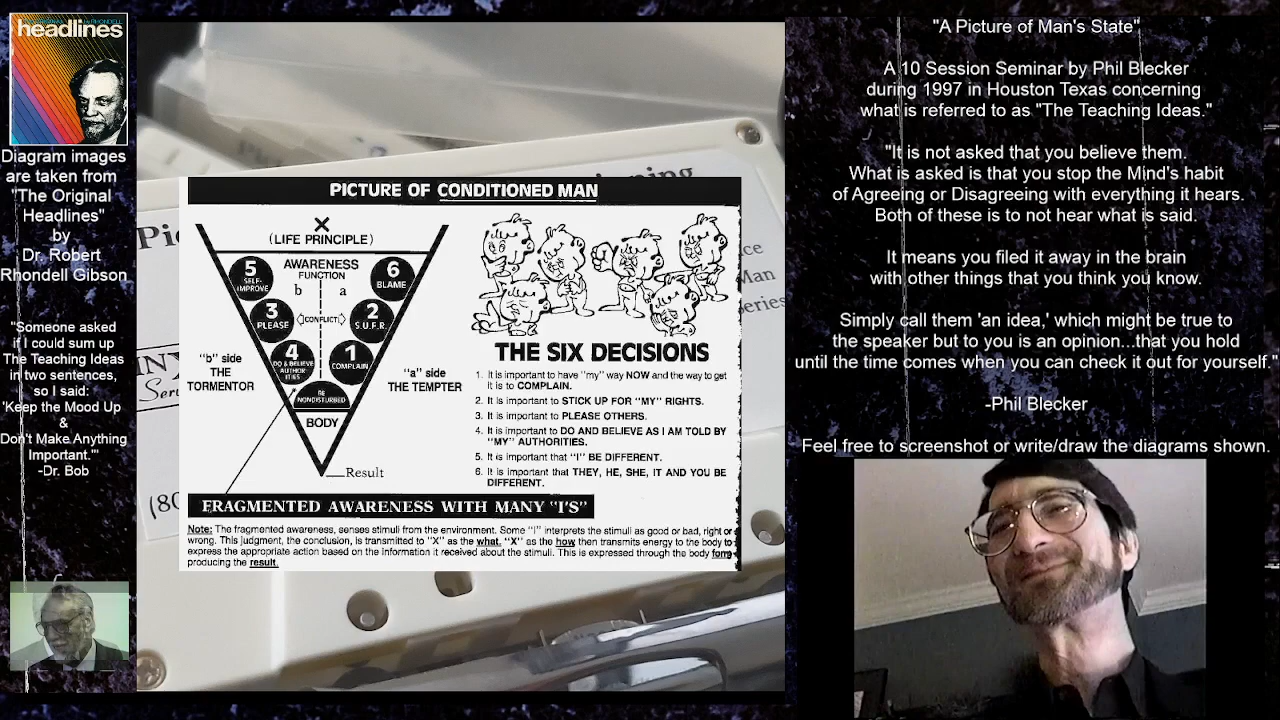 headlines
Diagram images
are taken from
"The Original
Headlines"
by
Dr. Robert
Rhondell Gibson
"Someone asked
if I could sum up
The Teaching Ideas
in two sentences,
so I said:
'Keep the Mood Up
&
Don't Make Anything
Important.'"
-Dr. Bob
PICTURE OF CONDITIONED MAN
X
(LIFE PRINCIPLE)
AWARENESS
FUNCTION
b a
5
SELF-
IMPROVE
6
BLAME
3
PLEASE
CONFLICT
2
S.U.F.R.
4
DO & BELIEVE
AUTHOR
ITIES
1
COMPLAIN
"b" side
THE
TORMENTOR
"a" side
THE TEMPTER
BE
NONDISTURBED
BODY
Result
FRAGMENTED AWARENESS WITH MANY "I'S"
THE SIX DECISIONS
1. It is important to have "my" way NOW and the way to get
it is to COMPLAIN.
2. It is important to STICK UP FOR "MY" RIGHTS.
3. It is important to PLEASE OTHERS.
4. It is important to DO AND BELIEVE AS I AM TOLD BY
"MY" AUTHORITIES.
5. It is important that "I" BE DIFFERENT.
6. It is important that THEY, HE, SHE, IT AND YOU BE
DIFFERENT.
Note: The fragmented awareness, senses stimuli from the environment. Some "I" interprets the stimuli as good or bad, right or
wrong. This judgment, the conclusion, is transmitted to "X" as the what. "X" as the how then transmits energy to the body to
express the appropriate action based on the information it received about the stimuli. This is expressed through the body form
producing the result.
Pi
(80
Man
"A Picture of Man's State"
A 10 Session Seminar by Phil Blecker
during 1997 in Houston Texas concerning
what is referred to as "The Teaching Ideas."
"It is not asked that you believe them.
What is asked is that you stop the Mind's habit
of Agreeing or Disagreeing with everything it hears.
Both of these is to not hear what is said.
It means you filed it away in the brain
with other things that you think you know.
Simply call them 'an idea,' which might be true to
the speaker but to you is an opinion...that you hold
until the time comes when you can check it out for yourself."
-Phil Blecker
Feel free to screenshot or write/draw the diagrams shown.